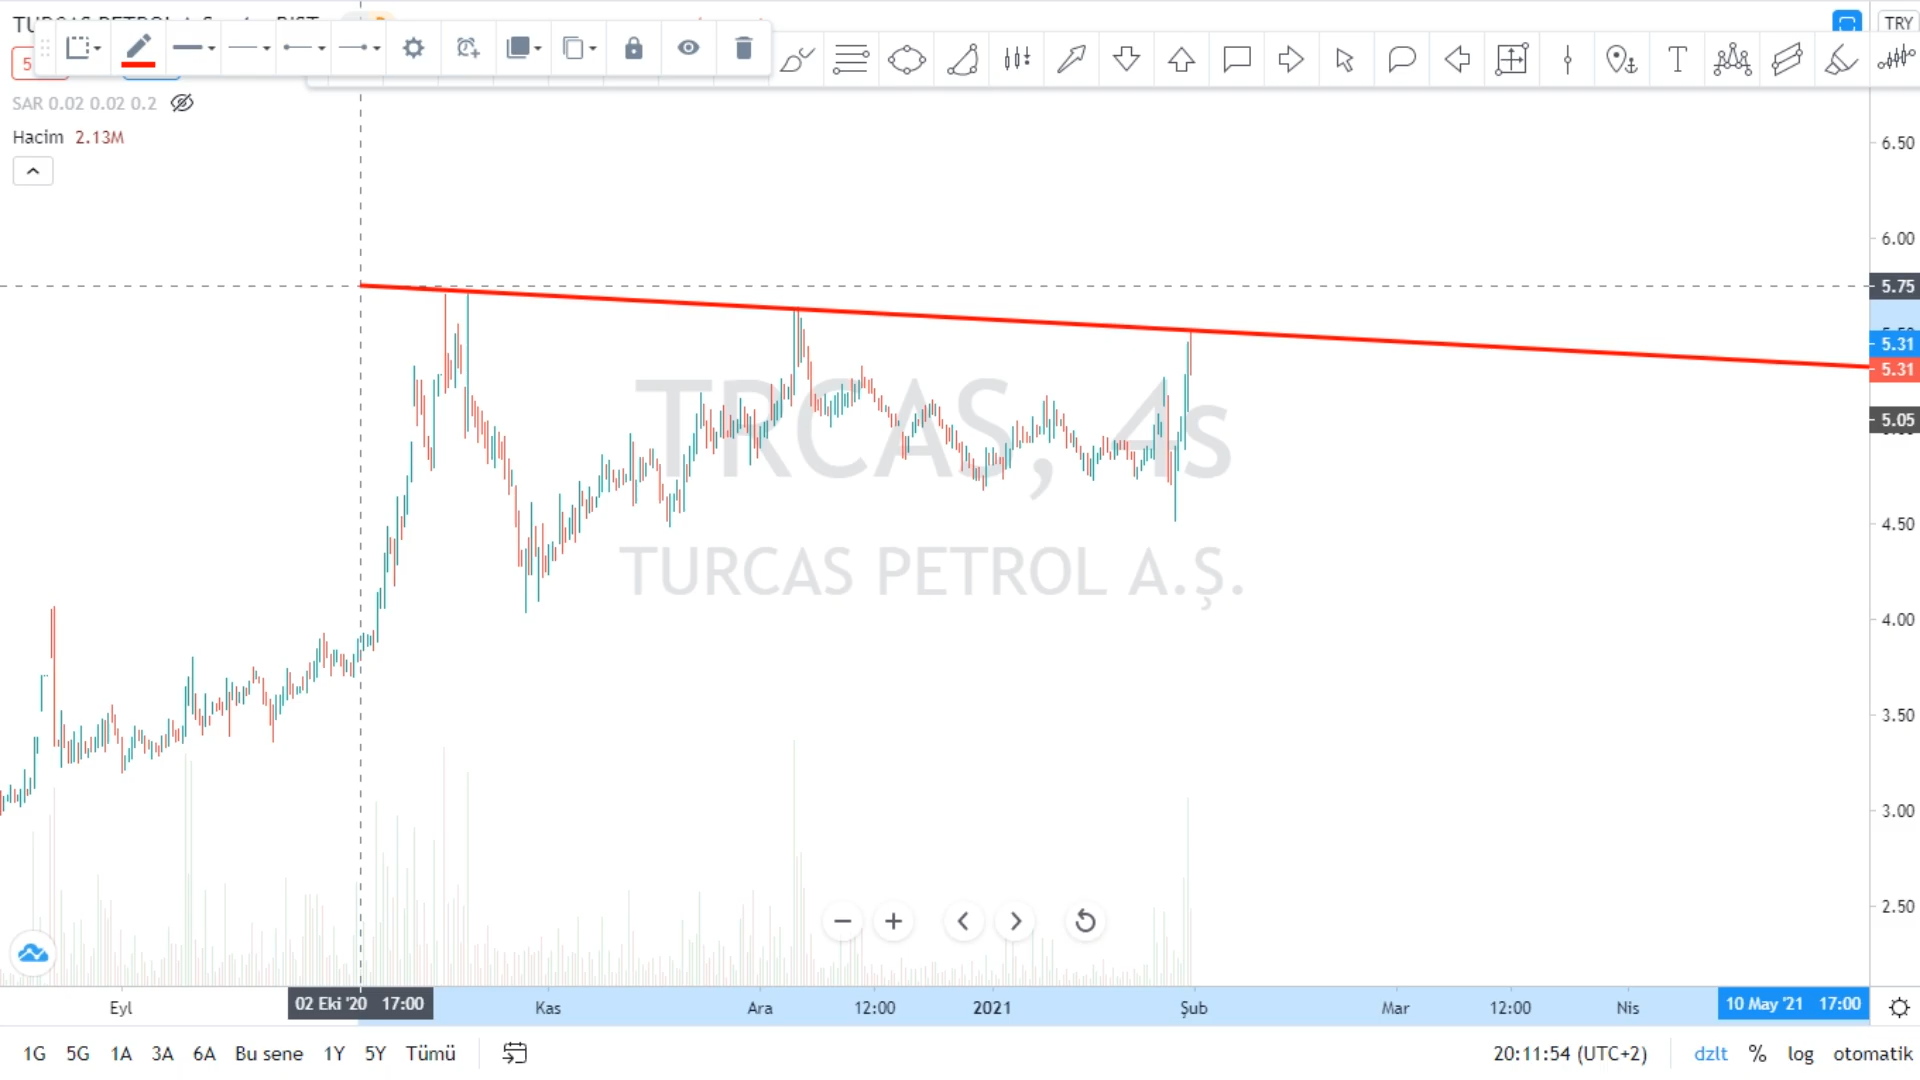 TRY
SAR 0.02 0.02 0.2
Hacim 2.13M
6.50
6.00
5.75
5.31
5.31
5.05
4.50
4.00
3.50
3.00
2.50
TRCAS, 4s
TURCAS PETROL A.Ş.
Eyl
02 Eki '20 17:00
Kas
Ara
12:00
2021
Şub
Mar
12:00
Nis
10 May '21 17:00
1G 5G 1A 3A 6A Bu sene 1Y 5Y Tümü
20:11:54 (UTC+2)
dzlt % log otomatik